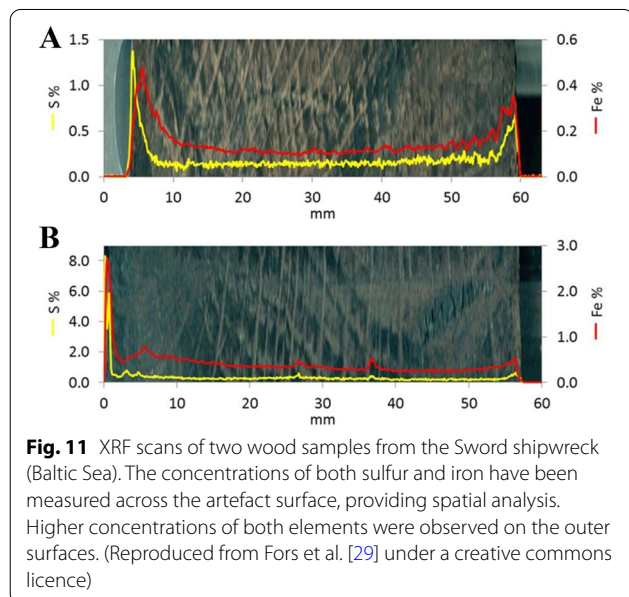 A
1.5
1.0
0.5
0.0
S %
0.6
0.4
0.2
0.0
Fe %
0 10 20 30 40 50 60
mm
B
8.0
6.0
4.0
2.0
0.0
S %
3.0
2.0
1.0
0.0
Fe %
0 10 20 30 40 50 60
mm
Fig. 11 XRF scans of two wood samples from the Sword shipwreck
(Baltic Sea). The concentrations of both sulfur and iron have been
measured across the artefact surface, providing spatial analysis.
Higher concentrations of both elements were observed on the outer
surfaces. (Reproduced from Fors et al. [29] under a creative commons
licence)